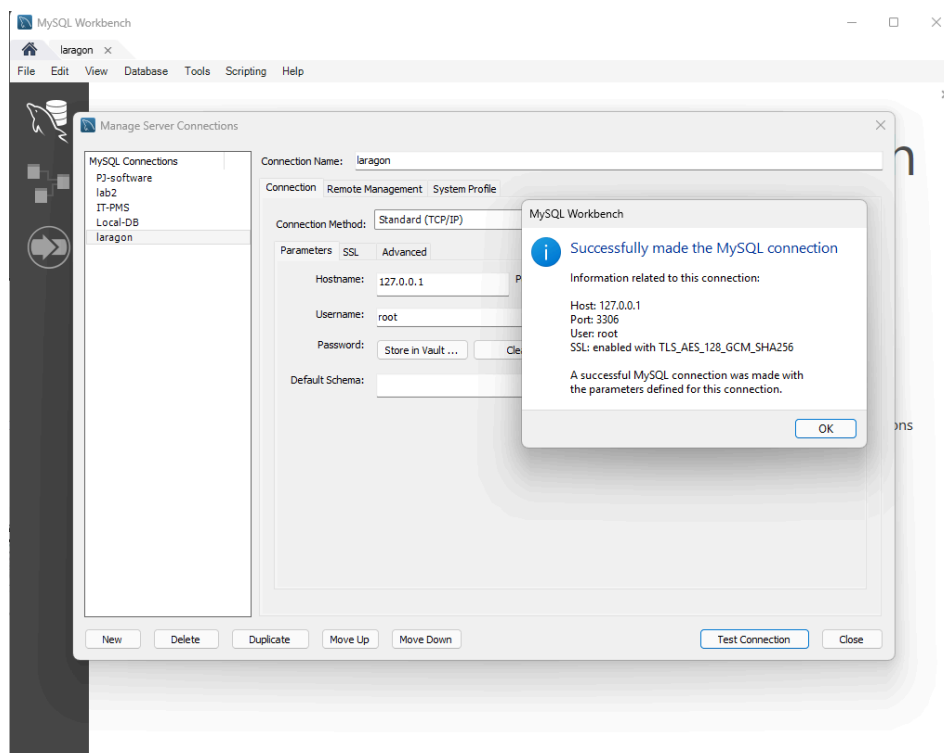 MySQL Workbench
laragon
File Edit View Database Tools Scripting Help
Manage Server Connections
MySQL Connections
PJ-software
lab2
IT-PMS
Local-DB
laragon
Connection Name: laragon
Connection Remote Management System Profile
Connection Method: Standard (TCP/IP)
Parameters SSL Advanced
Hostname: 127.0.0.1
Username: root
Password: Store in Vault ...
Default Schema:
MySQL Workbench
Successfully made the MySQL connection
Information related to this connection:
Host: 127.0.0.1
Port: 3306
User: root
SSL: enabled with TLS_AES_128_GCM_SHA256
A successful MySQL connection was made with
the parameters defined for this connection.
OK
New Delete Duplicate Move Up Move Down Test Connection Close